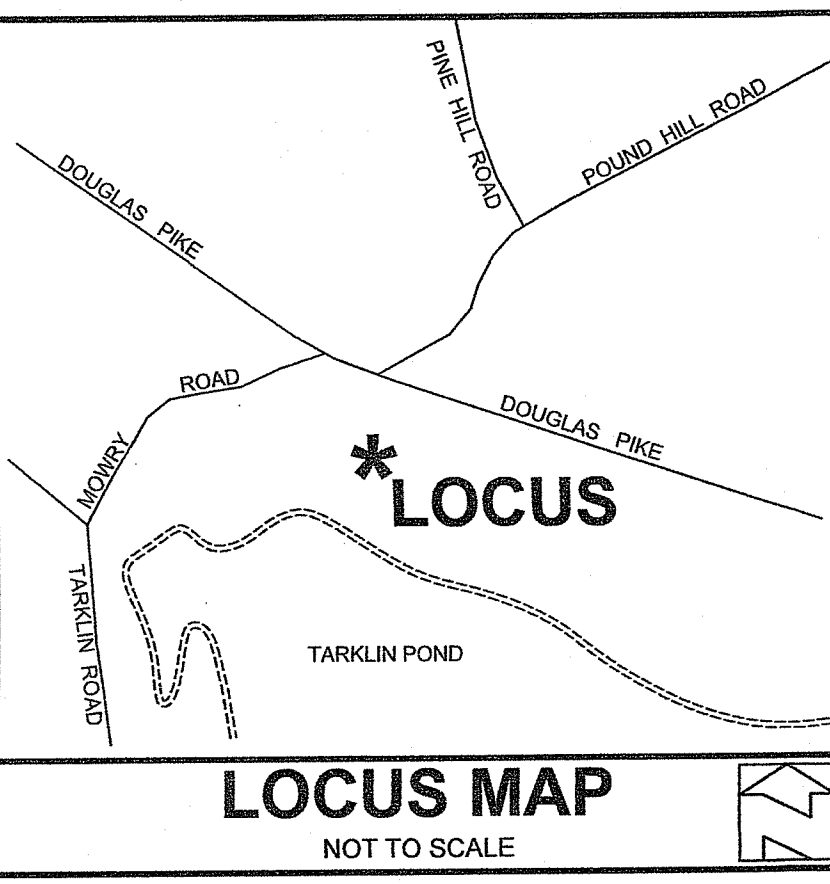 PINE HILL ROAD
POUND HILL ROAD
DOUGLAS PIKE
ROAD
MOWRY
DOUGLAS PIKE
*LOCUS
TARKLIN ROAD
TARKLIN POND
LOCUS MAP
NOT TO SCALE